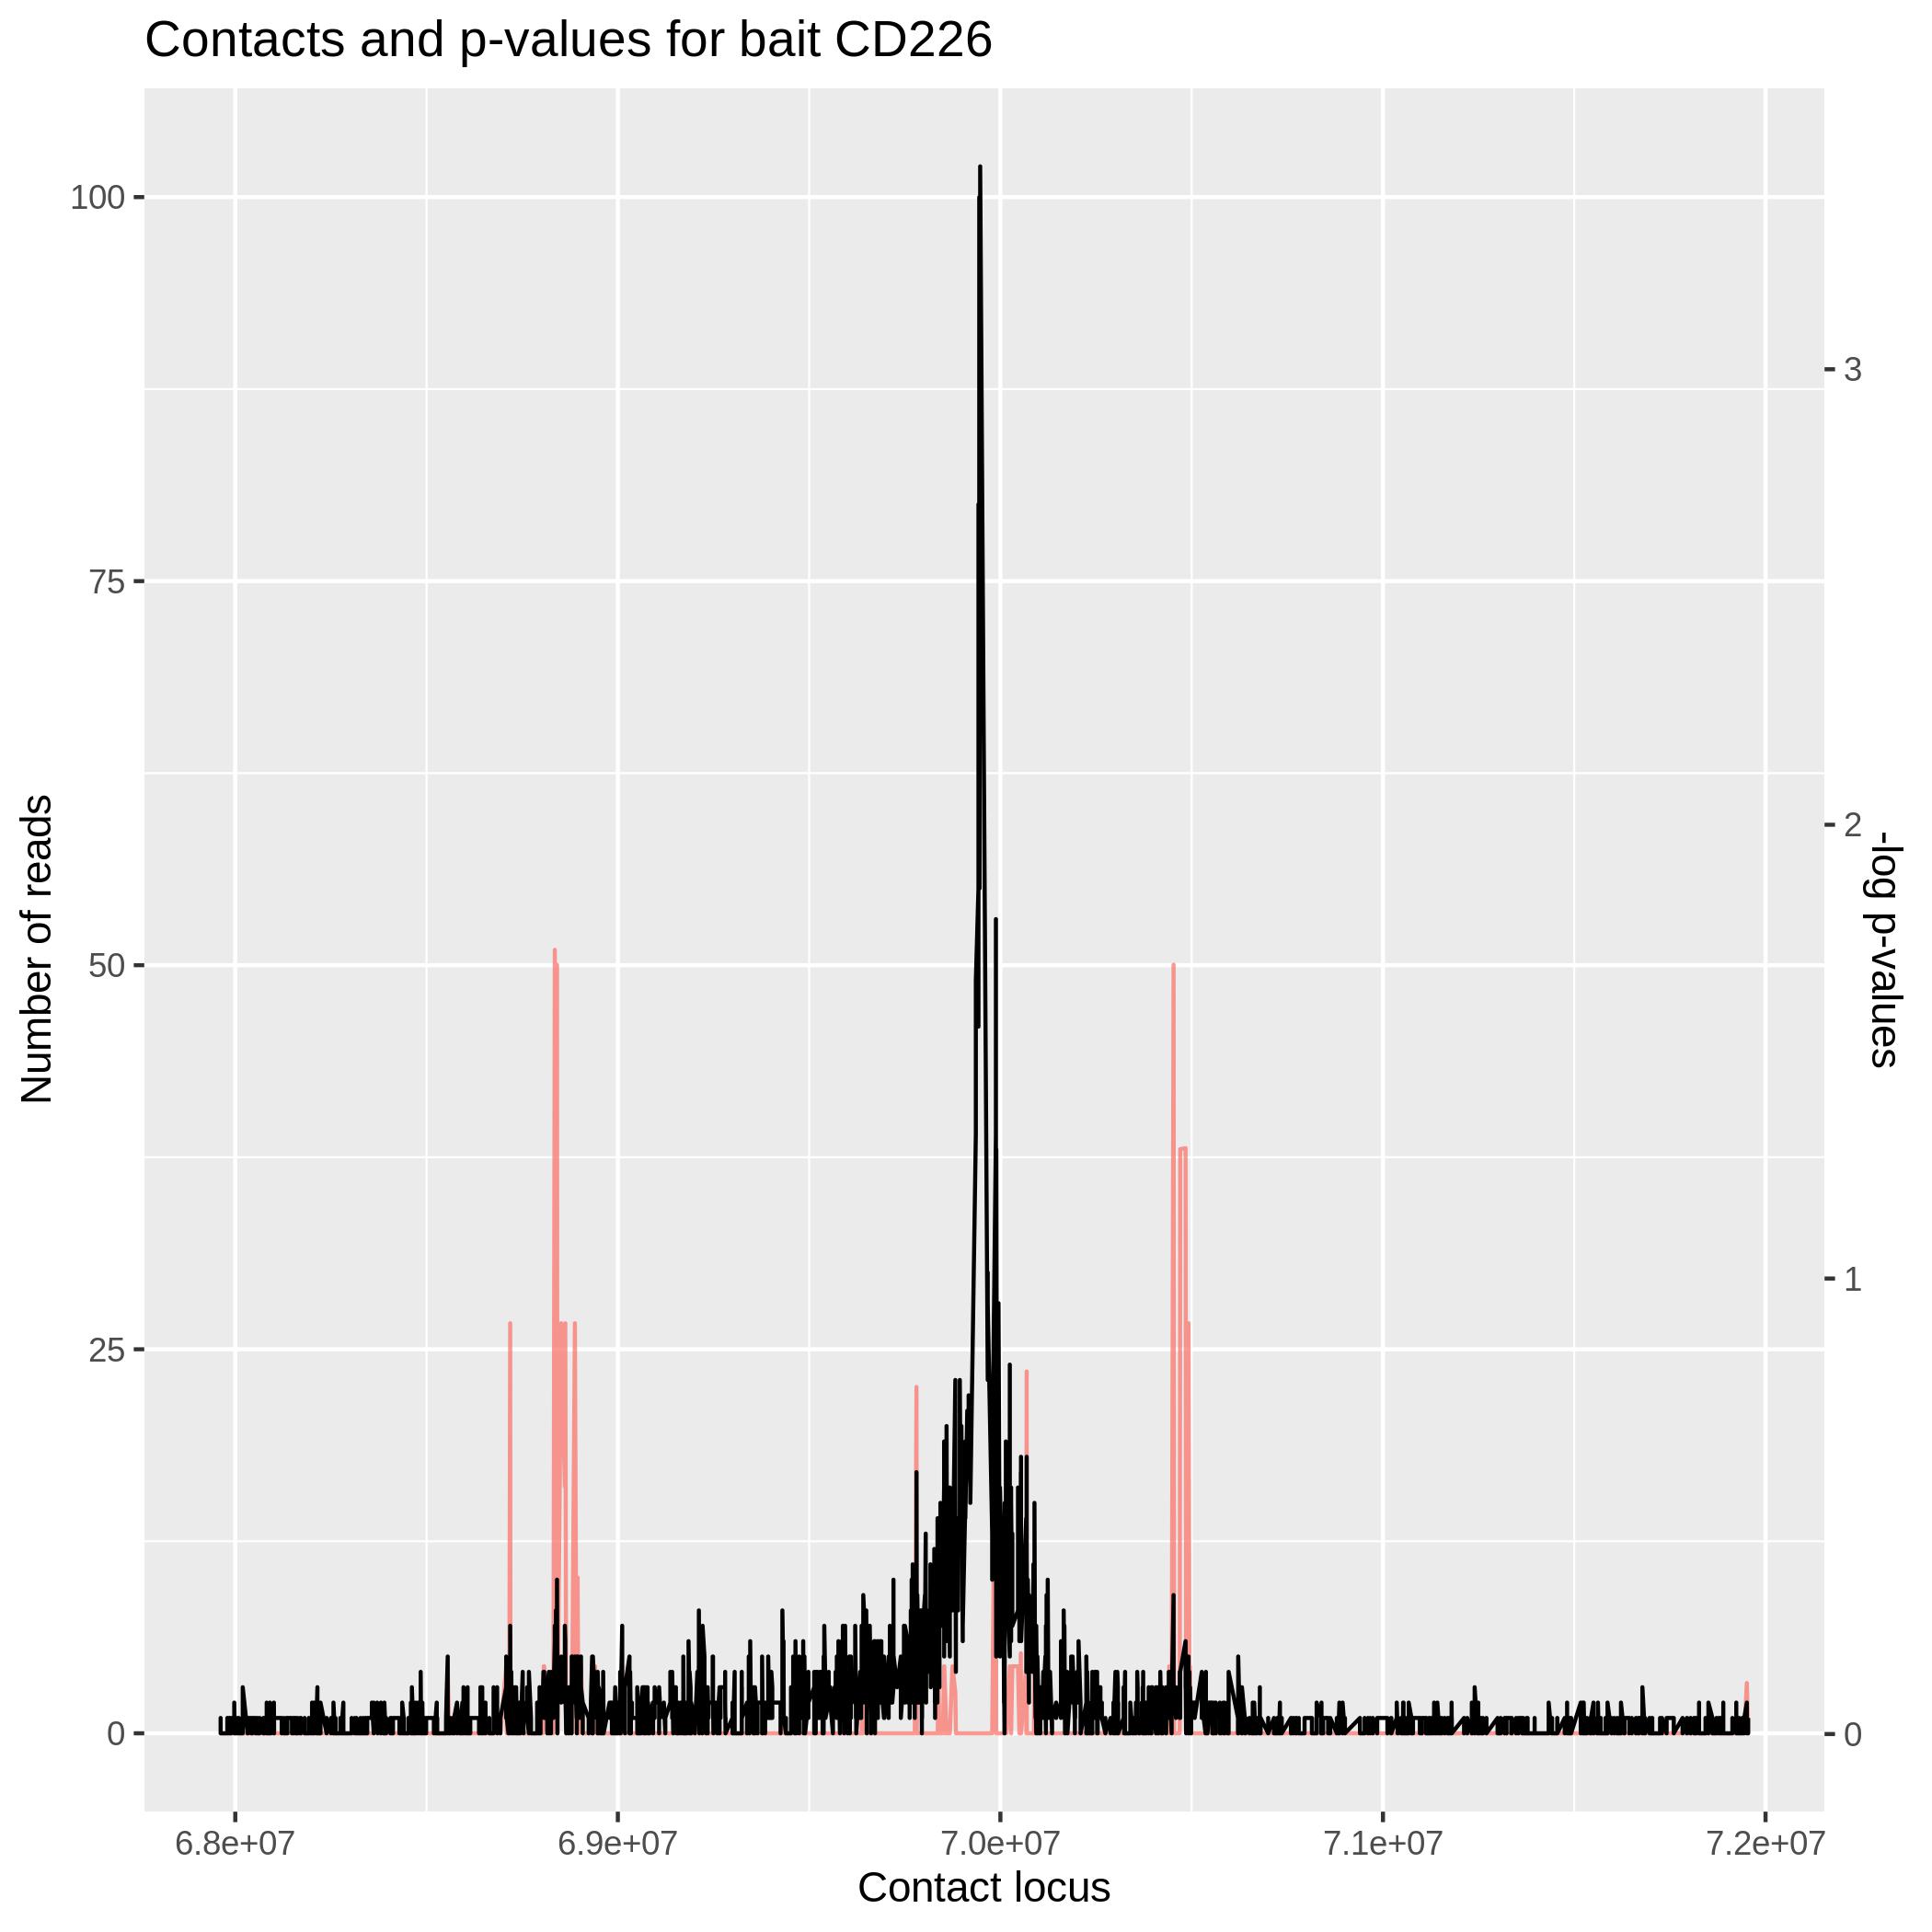 Contacts and p-values for bait CD226
Number of reads
100
75
50
25
0
3
2
1
0
-log p-values
6.8e+07 6.9e+07 7.0e+07 7.1e+07 7.2e+07
Contact locus